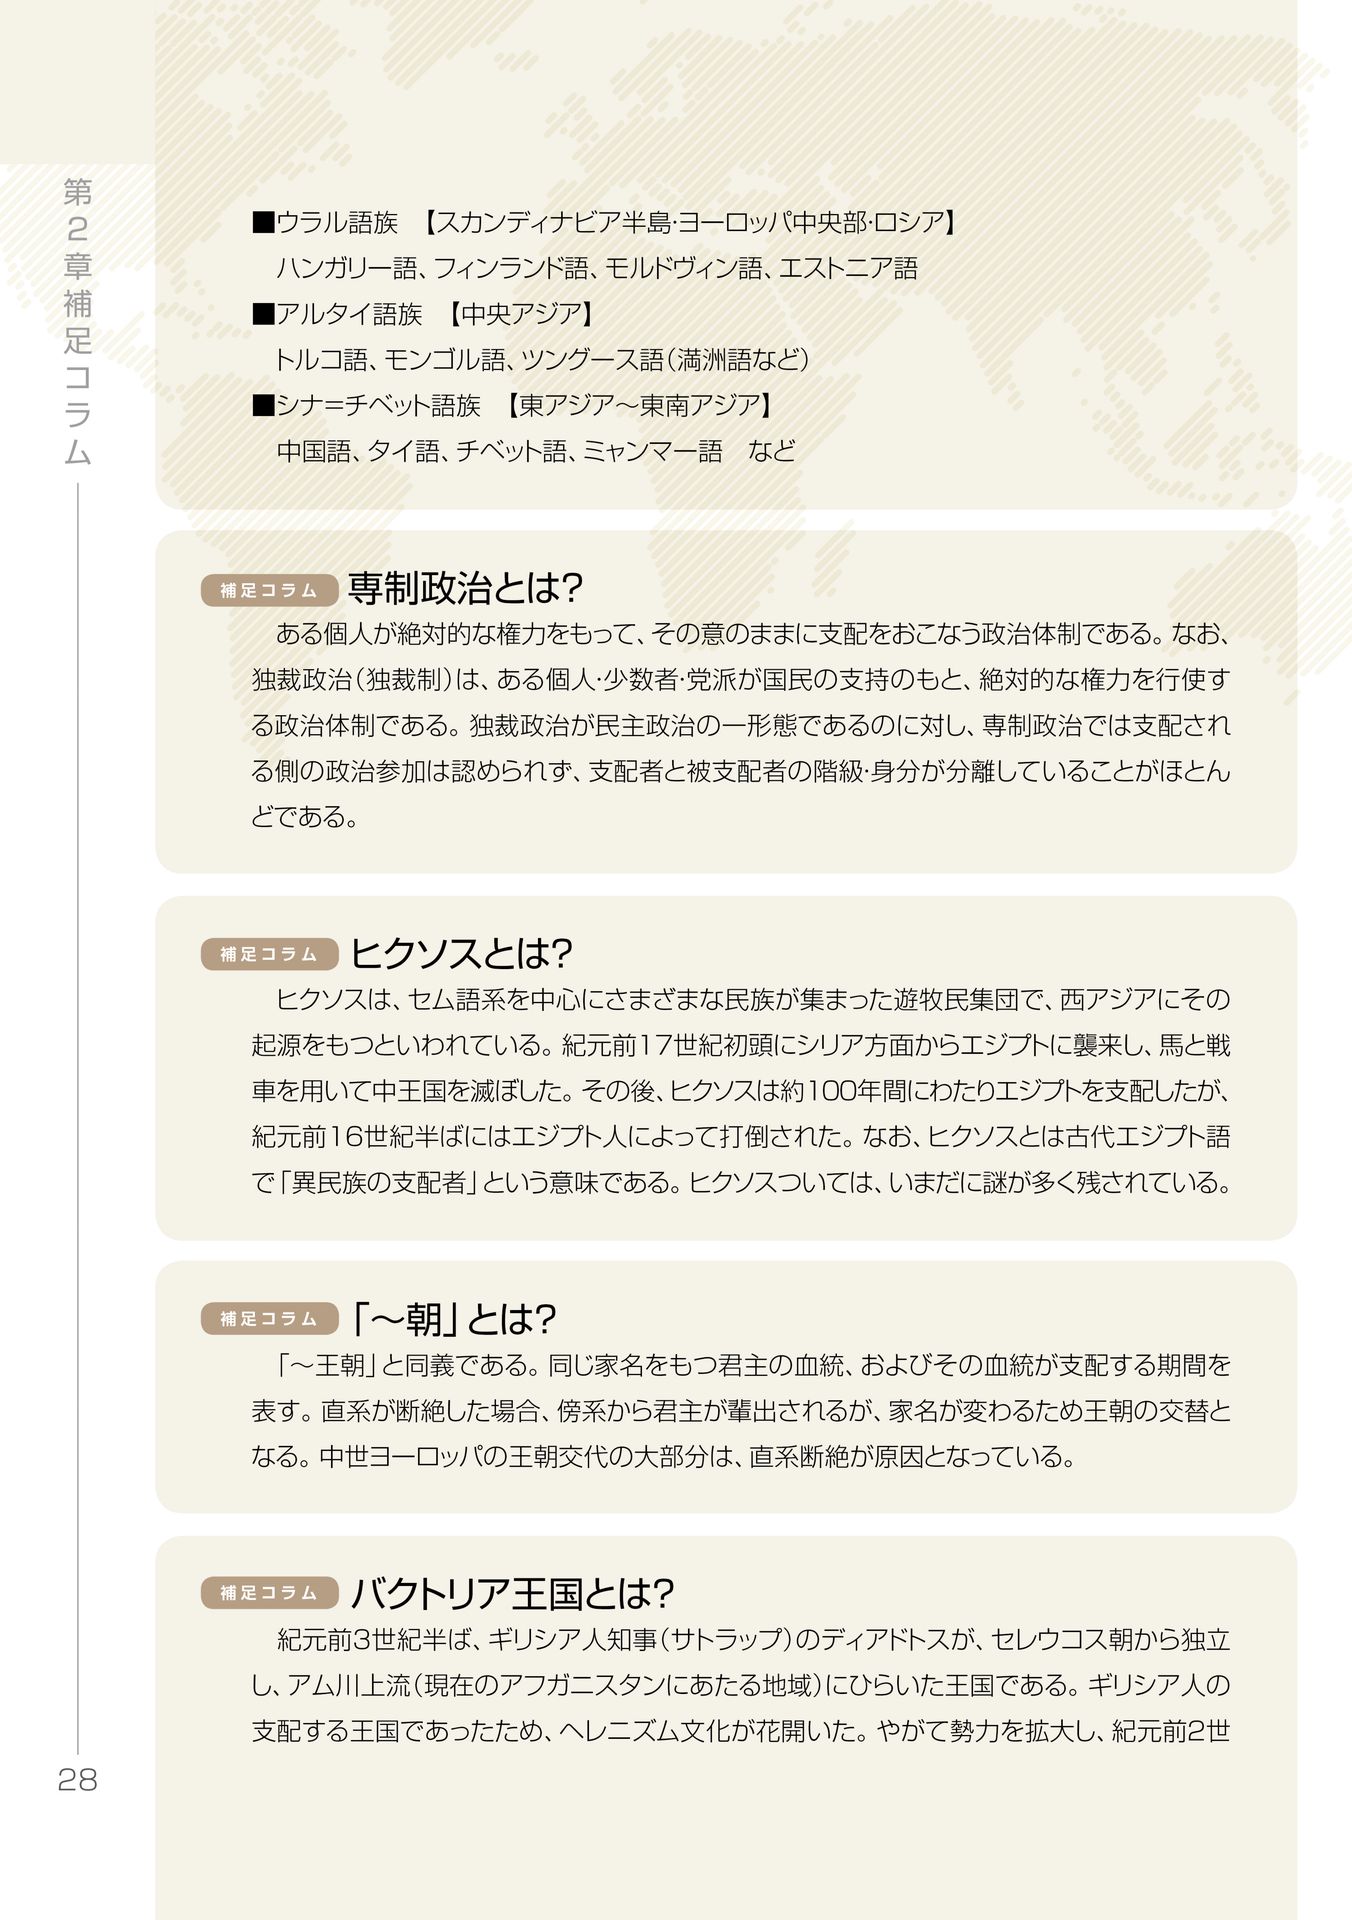 第2章補足コラム
■ウラル語族　【スカンディナビア半島・ヨーロッパ中央部・ロシア】
ハンガリー語、フィンランド語、モルドヴィン語、エストニア語
■アルタイ語族　【中央アジア】
トルコ語、モンゴル語、ツングース語（満洲語など）
■シナ＝チベット語族　【東アジア～東南アジア】
中国語、タイ語、チベット語、ミャンマー語　など
補足コラム 専制政治とは？
ある個人が絶対的な権力をもって、その意のままに支配をおこなう政治体制である。なお、
独裁政治（独裁制）は、ある個人・少数者・党派が国民の支持のもと、絶対的な権力を行使す
る政治体制である。独裁政治が民主政治の一形態であるのに対し、専制政治では支配され
る側の政治参加は認められず、支配者と被支配者の階級・身分が分離していることがほとん
どである。
補足コラム ヒクソスとは？
ヒクソスは、セム語系を中心にさまざまな民族が集まった遊牧民集団で、西アジアにその
起源をもつといわれている。紀元前17世紀初頭にシリア方面からエジプトに襲来し、馬と戦
車を用いて中王国を滅ぼした。その後、ヒクソスは約100年間にわたりエジプトを支配したが、
紀元前16世紀半ばにはエジプト人によって打倒された。なお、ヒクソスとは古代エジプト語
で「異民族の支配者」という意味である。ヒクソスついては、いまだに謎が多く残されている。
補足コラム 「～朝」とは？
「～王朝」と同義である。同じ家名をもつ君主の血統、およびその血統が支配する期間を
表す。直系が断絶した場合、傍系から君主が輩出されるが、家名が変わるため王朝の交替と
なる。中世ヨーロッパの王朝交代の大部分は、直系断絶が原因となっている。
補足コラム バクトリア王国とは？
紀元前3世紀半ば、ギリシア人知事（サトラップ）のディアドトスが、セレウコス朝から独立
し、アム川上流（現在のアフガニスタンにあたる地域）にひらいた王国である。ギリシア人の
支配する王国であったため、ヘレニズム文化が花開いた。やがて勢力を拡大し、紀元前2世
28